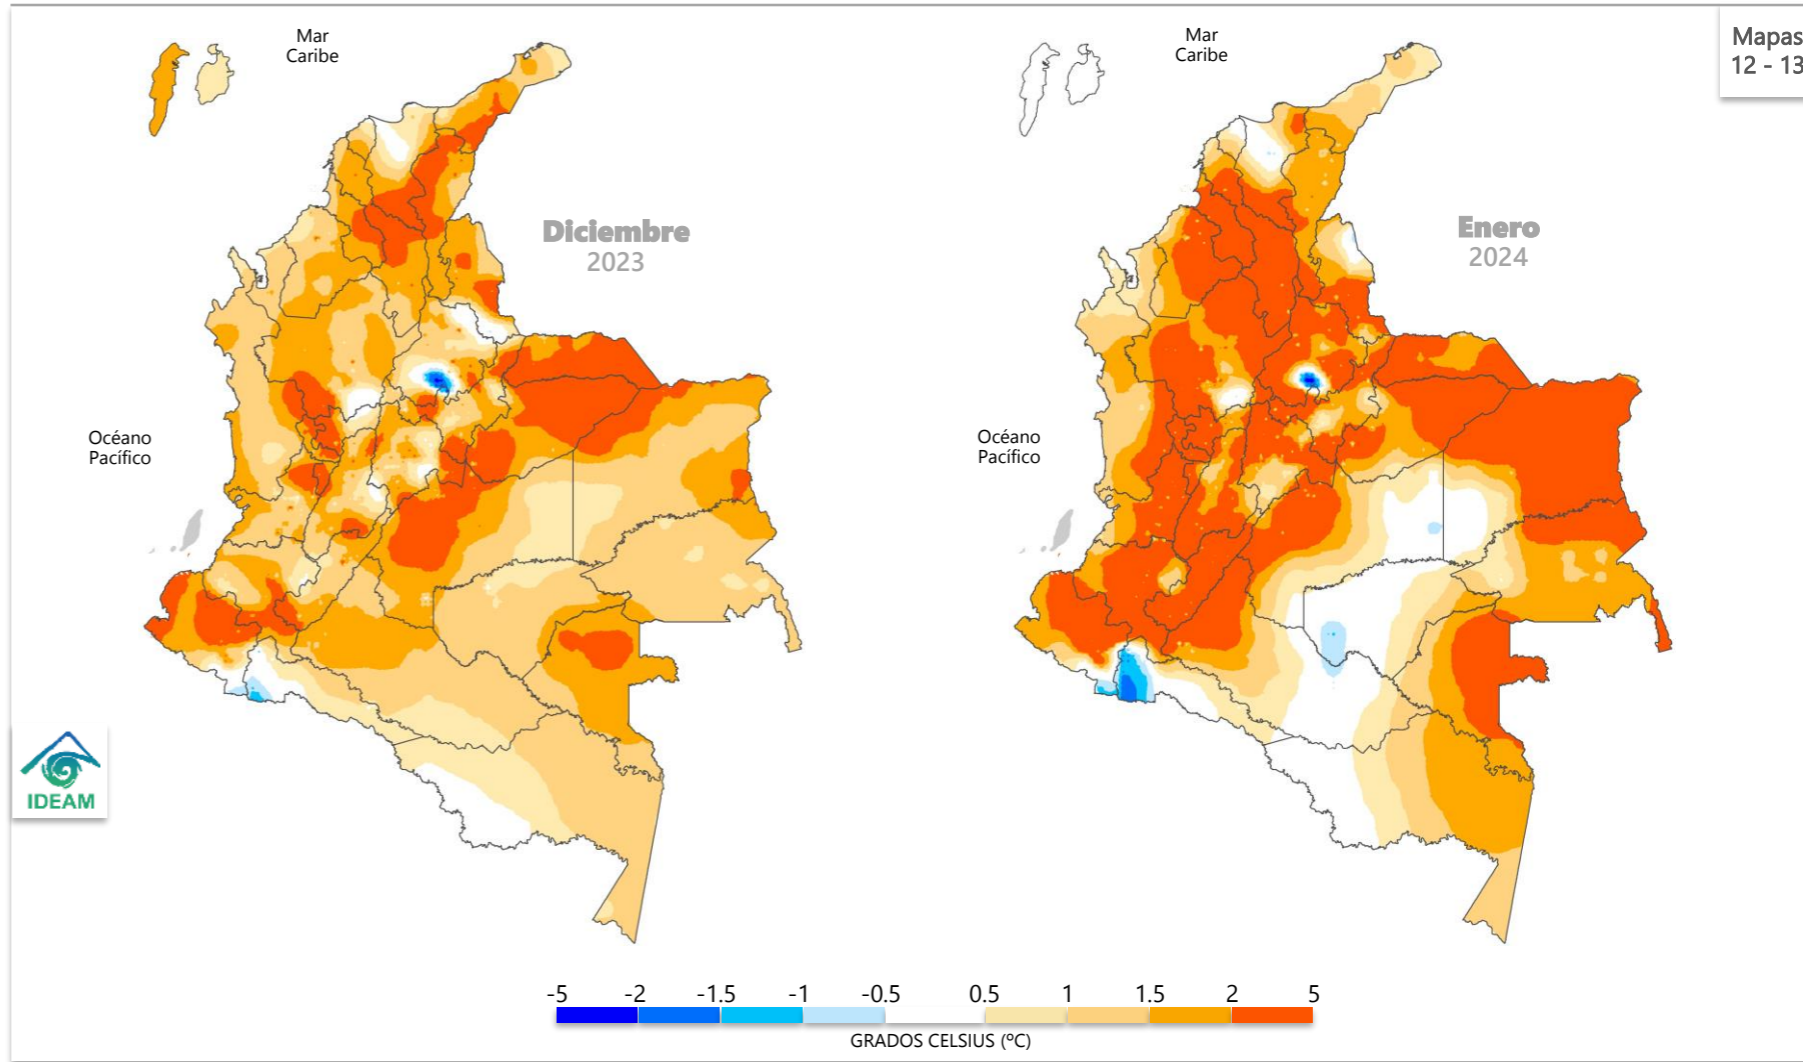 Mar
Caribe
Mar
Caribe
Mapas
12 - 13
Diciembre
2023
Enero
2024
Océano
Pacífico
Océano
Pacífico
IDEAM
-5 -2 -1.5 -1 -0.5 0.5 1 1.5 2 5
GRADOS CELSIUS (ºC)